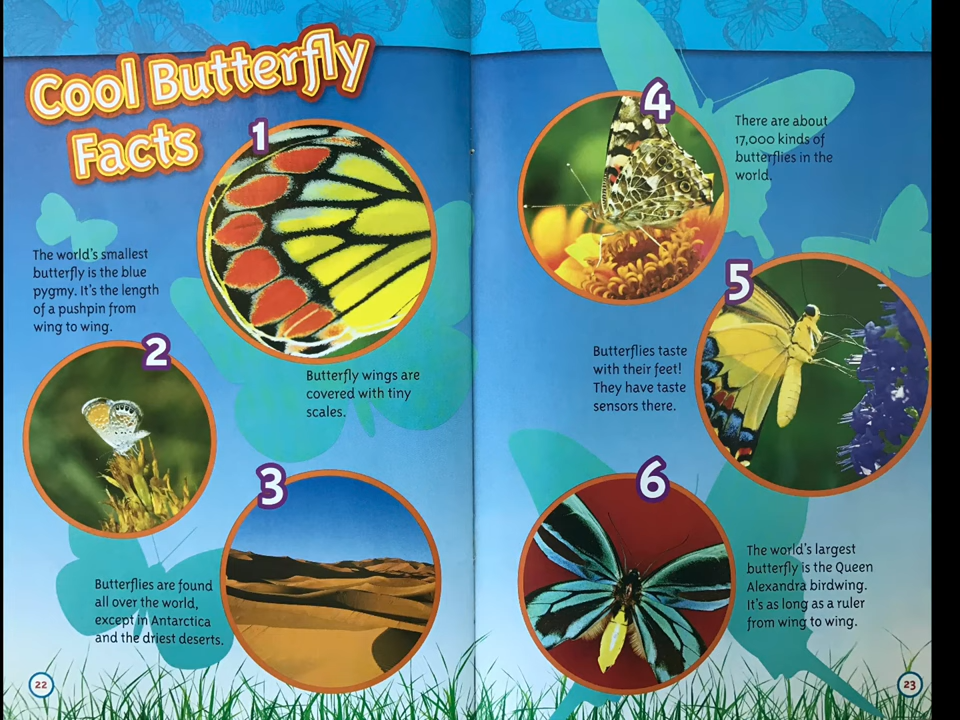 Cool Butterfly
Facts
1
Butterfly wings are
covered with tiny
scales.
2
The world's smallest
butterfly is the blue
pygmy. It's the length
of a pushpin from
wing to wing.
3
Butterflies are found
all over the world,
except in Antarctica
and the driest deserts.
22
4
There are about
17,000 kinds of
butterflies in the
world.
5
Butterflies taste
with their feet!
They have taste
sensors there.
6
The world's largest
butterfly is the Queen
Alexandra birdwing.
It's as long as a ruler
from wing to wing.
23